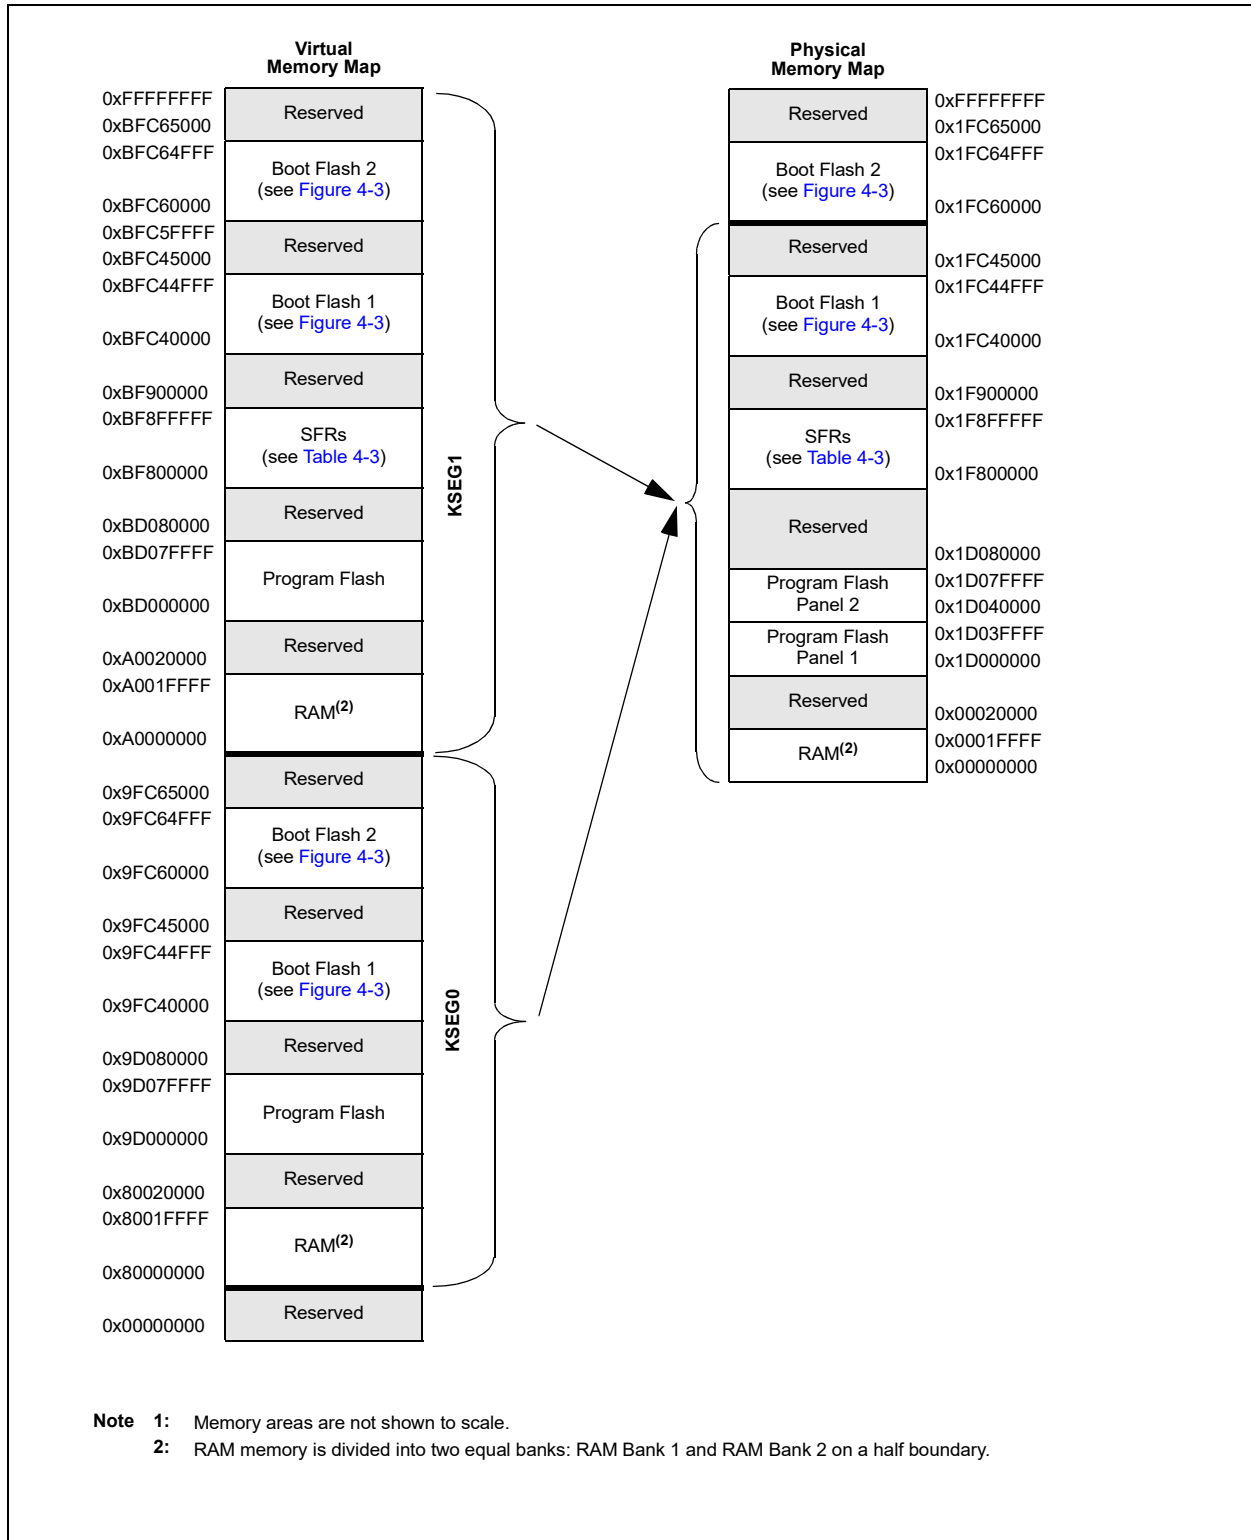 Virtual
Memory Map
0xFFFFFFFF
Reserved
0xBFC65000
0xBFC64FFF
Boot Flash 2
(see Figure 4-3)
0xBFC60000
0xBFC5FFFF
Reserved
0xBFC45000
0xBFC44FFF
Boot Flash 1
(see Figure 4-3)
0xBFC40000
Reserved
0xBF900000
0xBF8FFFFF
SFRs
(see Table 4-3)
0xBF800000
Reserved
0xBD080000
0xBD07FFFF
Program Flash
0xBD000000
Reserved
0xA0020000
0xA001FFFF
RAM(2)
0xA0000000
KSEG1
Reserved
0x9FC65000
0x9FC64FFF
Boot Flash 2
(see Figure 4-3)
0x9FC60000
Reserved
0x9FC45000
0x9FC44FFF
Boot Flash 1
(see Figure 4-3)
0x9FC40000
Reserved
0x9D080000
0x9D07FFFF
Program Flash
0x9D000000
Reserved
0x80020000
0x8001FFFF
RAM(2)
0x80000000
KSEG0
Reserved
0x00000000
Physical
Memory Map
0xFFFFFFFF
Reserved
0x1FC65000
0x1FC64FFF
Boot Flash 2
(see Figure 4-3)
0x1FC60000
Reserved
0x1FC45000
0x1FC44FFF
Boot Flash 1
(see Figure 4-3)
0x1FC40000
Reserved
0x1F900000
0x1F8FFFFF
SFRs
(see Table 4-3)
0x1F800000
Reserved
0x1D080000
0x1D07FFFF
Program Flash
Panel 2
0x1D040000
0x1D03FFFF
Program Flash
Panel 1
0x1D000000
Reserved
0x00020000
0x0001FFFF
RAM(2)
0x00000000
Note 1: Memory areas are not shown to scale.
2: RAM memory is divided into two equal banks: RAM Bank 1 and RAM Bank 2 on a half boundary.